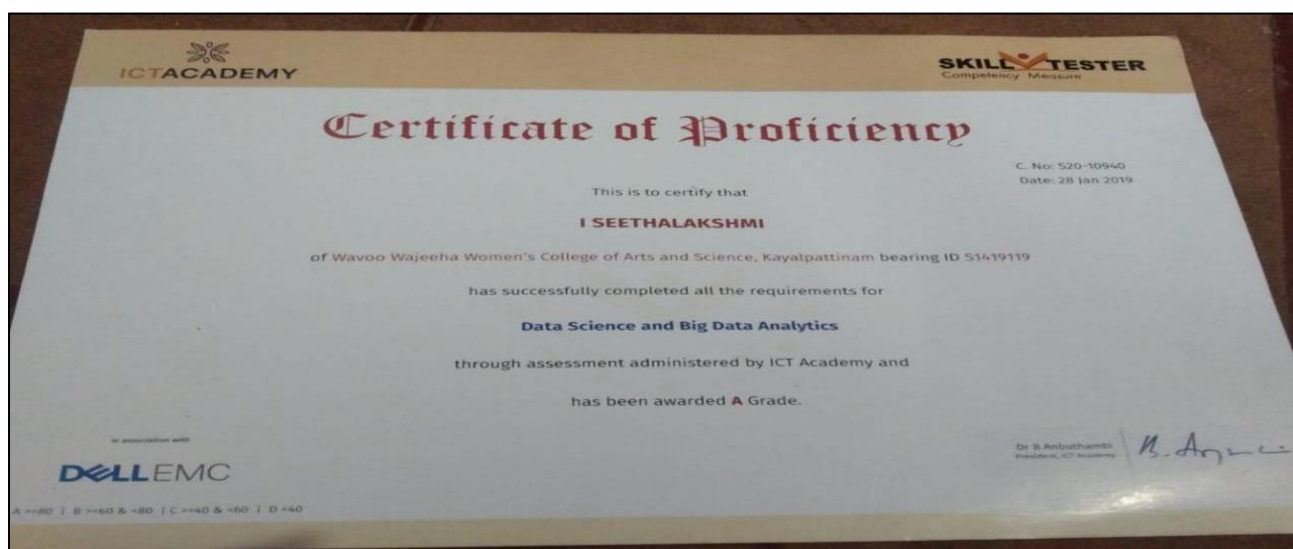 ICTACADEMY
SKILL TESTER
Competency Measure
Certificate of Proficiency
C. No: S20-10940
Date: 28 Jan 2019
This is to certify that
I SEETHALAKSHMI
of Wavoo Wajeeha Women's College of Arts and Science, Kayalpattinam bearing ID S1419119
has successfully completed all the requirements for
Data Science and Big Data Analytics
through assessment administered by ICT Academy and
has been awarded A Grade.
in association with
DELLEMC
Dr B Anbuthambi
President, ICT Academy
A >=80 | B >=60 & <80 | C >=40 & <60 | D <40